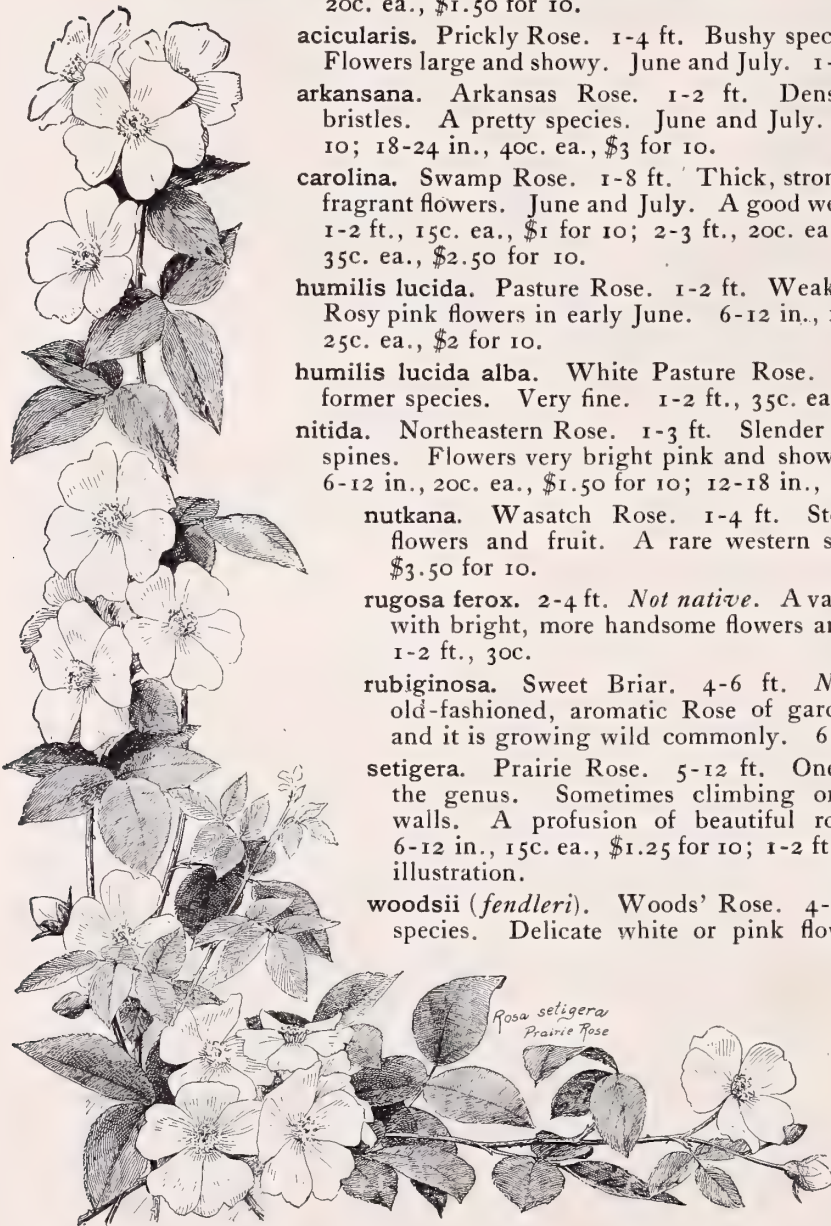 20c. ea., $1.50 for 10.
acicularis. Prickly Rose. 1-4 ft. Bushy
Flowers large and showy. June and July.
arkansana. Arkansas Rose. 1-2 ft.
bristles. A pretty species. June and July.
10; 18-24 in., 40c. ea., $3 for 10.
carolina. Swamp Rose. 1-8 ft. Thick,
fragrant flowers. June and July. A good
1-2 ft., 15c. ea., $1 for 10; 2-3 ft., 20c. ea
35c. ea., $2.50 for 10.
humilis lucida. Pasture Rose. 1-2 ft. Weak
Rosy pink flowers in early June. 6-12 in.,
25c. ea., $2 for 10.
humilis lucida alba. White Pasture Rose.
former species. Very fine. 1-2 ft., 35c. ea
nitida. Northeastern Rose. 1-3 ft. Slender
spines. Flowers very bright pink and
6-12 in., 20c. ea., $1.50 for 10; 12-18 in.,
nutkana. Wasatch Rose. 1-4 ft.
flowers and fruit. A rare western
$3.50 for 10.
rugosa ferox. 2-4 ft. Not native. A
with bright, more handsome flowers
1-2 ft., 30c.
rubiginosa. Sweet Briar. 4-6 ft.
old-fashioned, aromatic Rose of
and it is growing wild commonly. 6
setigera. Prairie Rose. 5-12 ft. One
the genus. Sometimes climbing
walls. A profusion of beautiful
6-12 in., 15c. ea., $1.25 for 10; 1-2 ft
illustration.
woodsii (fendleri). Woods' Rose. 4-
species. Delicate white or pink
Rosa setigera
Prairie Rose